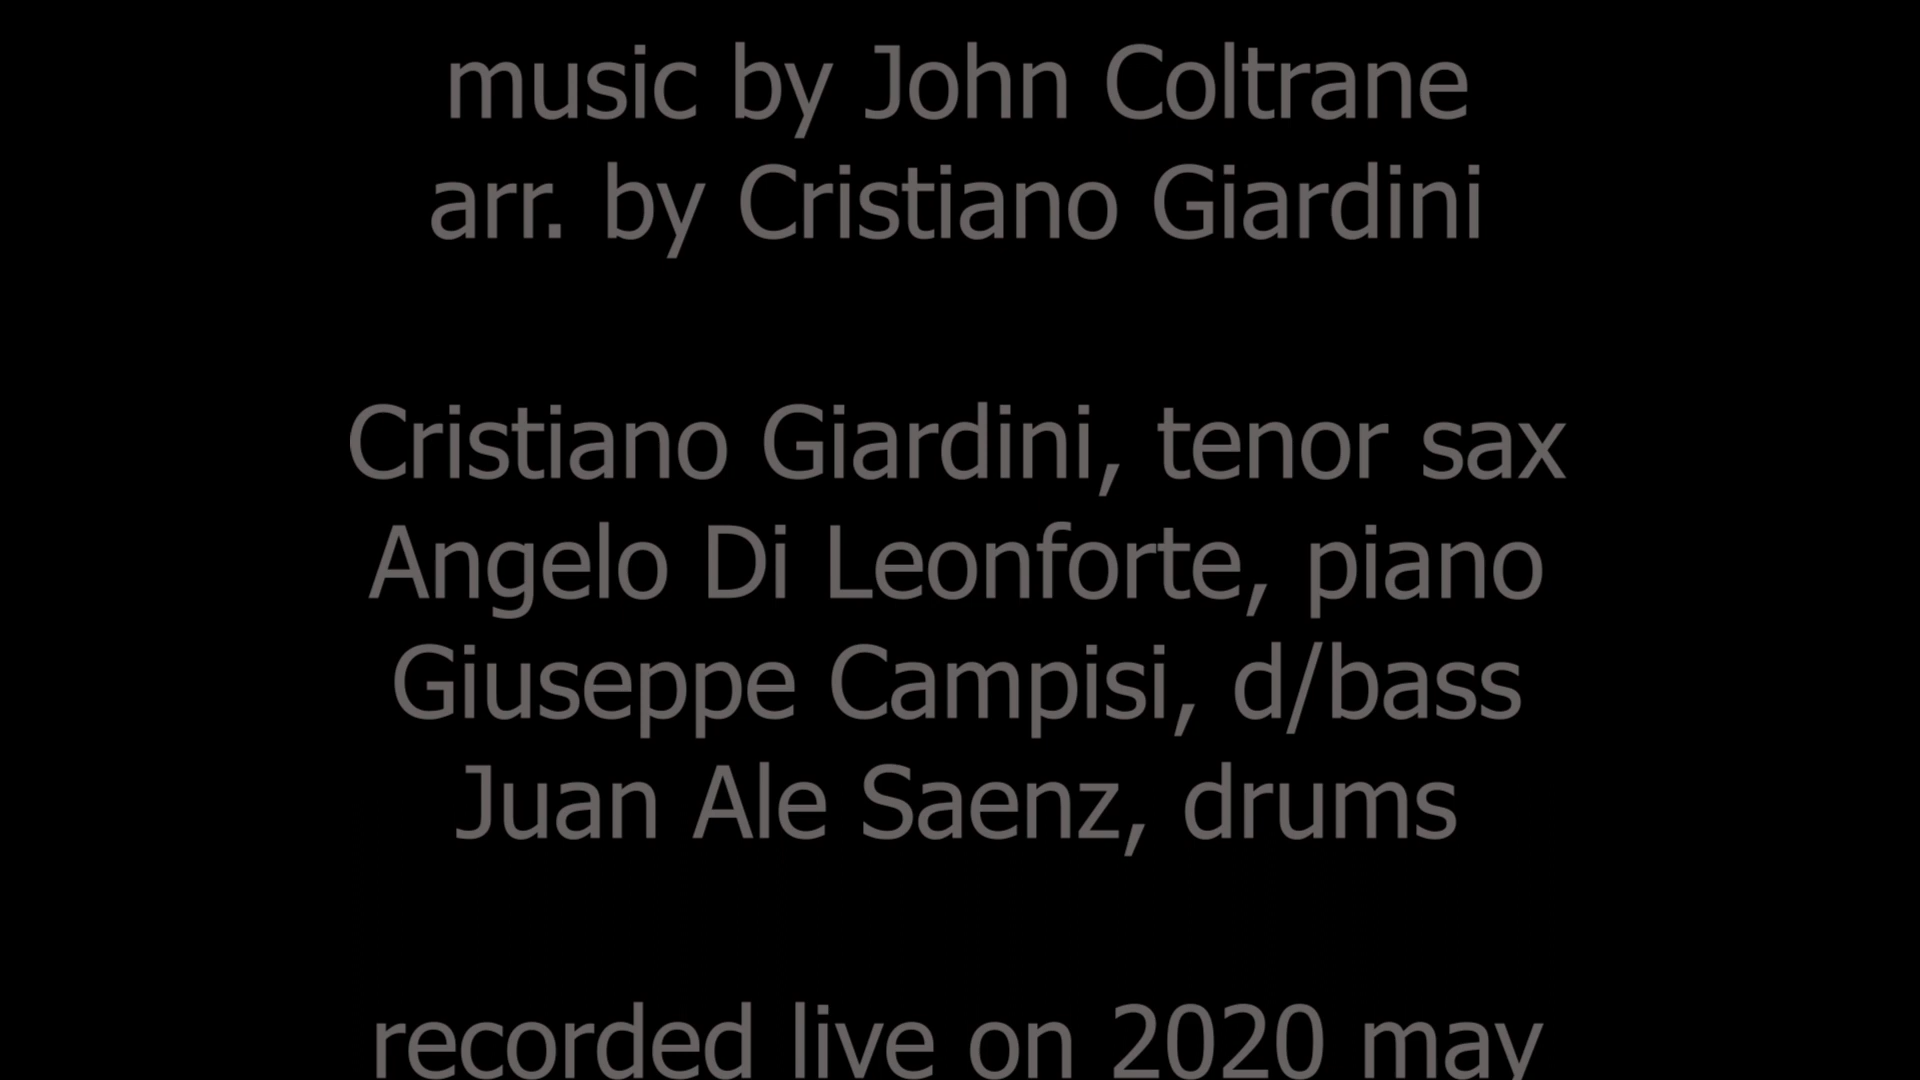 music by John Coltrane
arr. by Cristiano Giardini
Cristiano Giardini, tenor sax
Angelo Di Leonforte, piano
Giuseppe Campisi, d/bass
Juan Ale Saenz, drums
recorded live on 2020 may